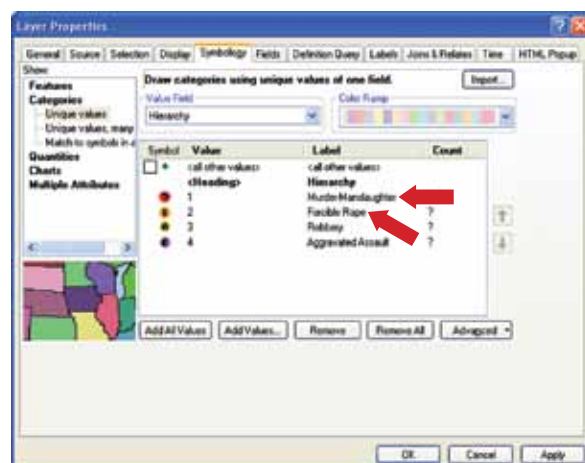 Layer Properties
General Source Selection Display Symbology Fields Definition Query Labels Joins & Relates Time HTML Popup
Show:
Features
Categories
Unique values
Unique values, many
Match to symbols in a
Quantities
Charts
Multiple Attributes
Draw categories using unique values of one field.
Import...
Value Field
Hierarchy
Color Ramp
Symbol Value Label Count
<all other values> <all other values>
<Heading> Hierarchy
1 Murder-Manslaughter
2 Forcible Rape ?
3 Robbery ?
4 Aggravated Assault ?
Add All Values Add Values... Remove Remove All Advanced
OK Cancel Apply